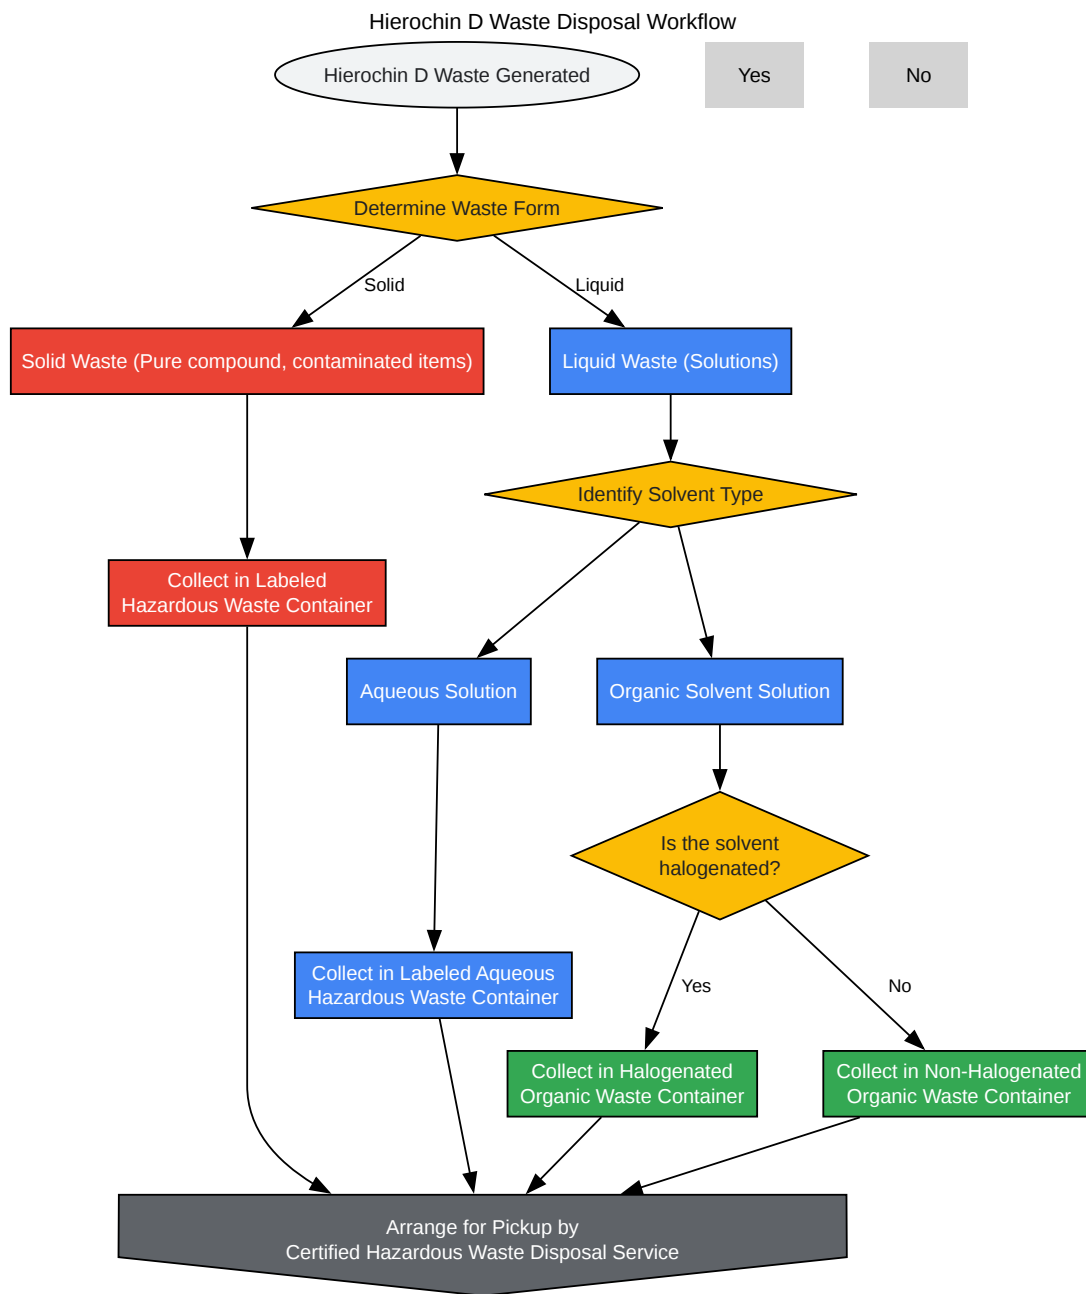 Hierochin D Waste Disposal Workflow
Hierochin D Waste Generated
Yes
No
Determine Waste Form
Solid
Liquid
Solid Waste (Pure compound, contaminated items)
Liquid Waste (Solutions)
Identify Solvent Type
Collect in Labeled
Hazardous Waste Container
Aqueous Solution
Organic Solvent Solution
Is the solvent
halogenated?
Collect in Labeled Aqueous
Hazardous Waste Container
Yes
No
Collect in Halogenated
Organic Waste Container
Collect in Non-Halogenated
Organic Waste Container
Arrange for Pickup by
Certified Hazardous Waste Disposal Service